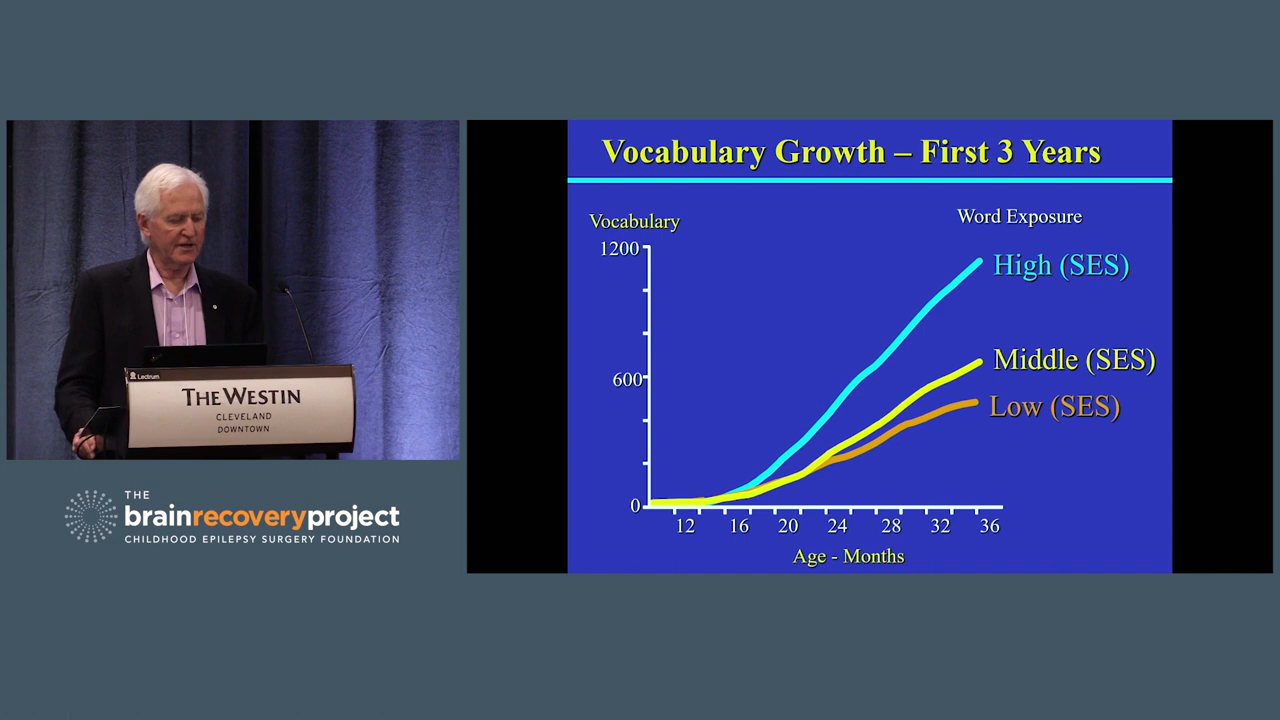 Lectrum
THE WESTIN
CLEVELAND
DOWNTOWN
THE
brainrecoveryproject
CHILDHOOD EPILEPSY SURGERY FOUNDATION
Vocabulary Growth – First 3 Years
Vocabulary
Word Exposure
1200
High (SES)
Middle (SES)
600
Low (SES)
0
12 16 20 24 28 32 36
Age - Months